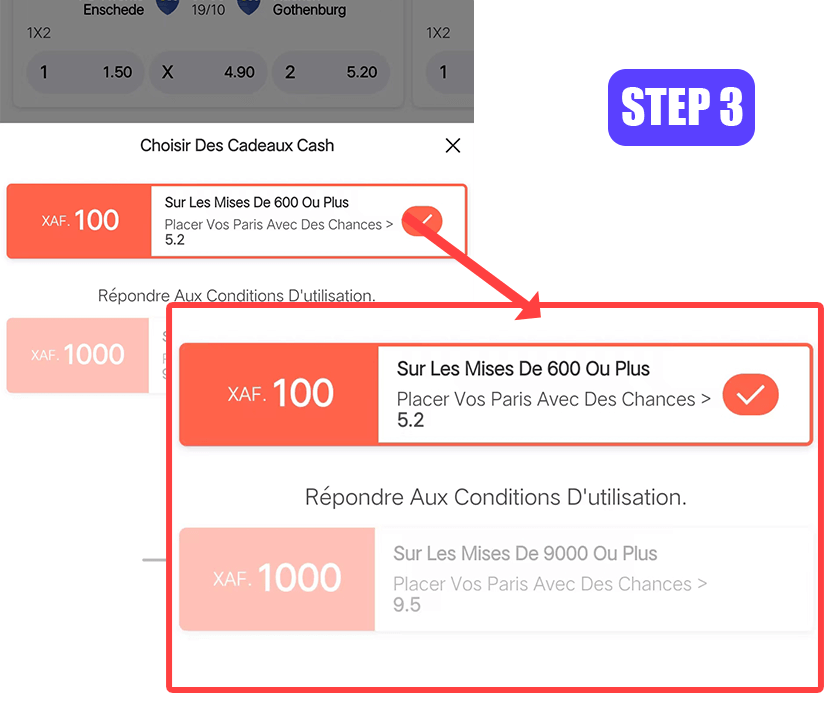 Enschede 19/10 Gothenburg
1X2 1X2
1 1.50 X 4.90 2 5.20 1
STEP 3
Choisir Des Cadeaux Cash
XAF. 100
Sur Les Mises De 600 Ou Plus
Placer Vos Paris Avec Des Chances >
5.2
Répondre Aux Conditions D'utilisation.
XAF. 1000
XAF. 100
Sur Les Mises De 600 Ou Plus
Placer Vos Paris Avec Des Chances >
5.2
Répondre Aux Conditions D'utilisation.
XAF. 1000
Sur Les Mises De 9000 Ou Plus
Placer Vos Paris Avec Des Chances >
9.5